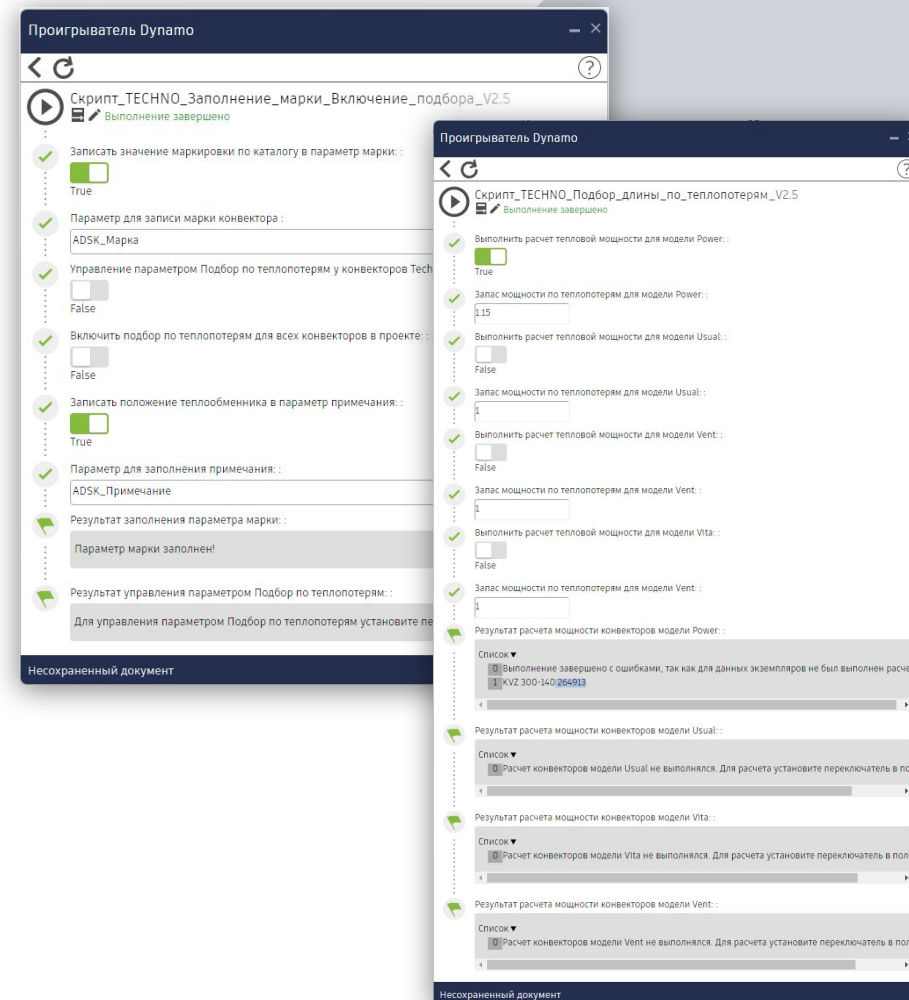 Проигрыватель Dynamo
Скрипт_TECHNO_Заполнение_марки_Включение_подбора_V2.5
Выполнение завершено
Записать значение маркировки по каталогу в параметр марки: :
True
Параметр для записи марки конвектора :
ADSK_Марка
Управление параметром Подбор по теплопотерям у конвекторов Tech
False
Включить подбор по теплопотерям для всех конвекторов в проекте: :
False
Записать положение теплообменника в параметр примечания: :
True
Параметр для заполнения примечания: :
ADSK_Примечание
Результат заполнения параметра марки: :
Параметр марки заполнен!
Результат управления параметром Подбор по теплопотерям: :
Для управления параметром Подбор по теплопотерям установите пе
Несохраненный документ
Проигрыватель Dynamo
Скрипт_TECHNO_Подбор_длины_по_теплопотерям_V2.5
Выполнение завершено
Выполнить расчет тепловой мощности для модели Power: :
True
Запас мощности по теплопотерям для модели Power: :
1.15
Выполнить расчет тепловой мощности для модели Usual: :
False
Запас мощности по теплопотерям для модели Usual: :
1
Выполнить расчет тепловой мощности для модели Vent: :
False
Запас мощности по теплопотерям для модели Vent: :
1
Выполнить расчет тепловой мощности для модели Vita: :
False
Запас мощности по теплопотерям для модели Vent: :
1
Результат расчета мощности конвекторов модели Power: :
Список
0 Выполнение завершено с ошибками, так как для данных экземпляров не был выполнен расче
1 KVZ 300-140:264913
Результат расчета мощности конвекторов модели Usual: :
Список
0 Расчет конвекторов модели Usual не выполнялся. Для расчета установите переключатель в по
Результат расчета мощности конвекторов модели Vita: :
Список
0 Расчет конвекторов модели Vita не выполнялся. Для расчета установите переключатель в пол
Результат расчета мощности конвекторов модели Vent: :
Список
0 Расчет конвекторов модели Vent не выполнялся. Для расчета установите переключатель в пол
Несохраненный документ